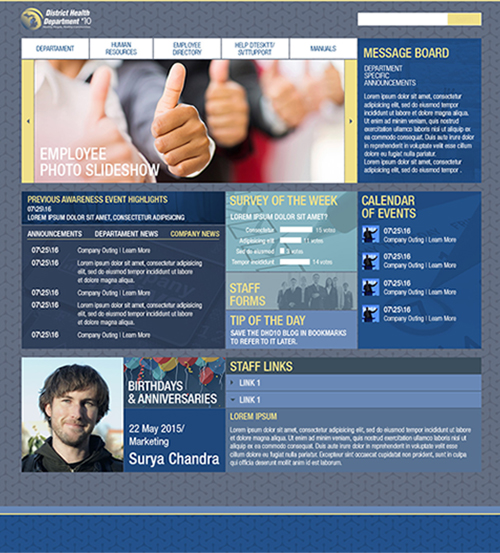 District Health
Department #10
DEPARTAMENT
HUMAN
RESOURCES
EMPLOYEE
DIRECTORY
HELP DTESKTT/
SVTTUPPORT
MANUALS
EMPLOYEE
PHOTO SLIDESHOW
MESSAGE BOARD
DEPARTMENT
SPECIFIC
ANNOUNCEMENTS
Lorem ipsum dolor sit amet, consectetur
adipisicing elit, sed do eiusmod tempor
incididunt ut labore et dolore magna aliqua.
Ut enim ad minim veniam, quis nostrud
exercitation ullamco laboris nisi ut aliquip ex
ea commodo consequat. Duis aute irure dolor
in reprehenderit in voluptate velit esse cillum
dolore eu fugiat nulla pariatur.
Lorem ipsum dolor sit amet, consectetur
adipisicing elit, sed do eiusmod tempor .
PREVIOUS AWARENESS EVENT HIGHLIGHTS
07\25\16
LOREM IPSUM DOLOR SIT AMET, CONSECTETUR ADIPISICING
ANNOUNCEMENTS
DEPARTAMENT NEWS
COMPANY NEWS
07\25\16
Company Outing | Learn More
07\25\16
Lorem ipsum dolor sit amet, consectetur adipisicing
elit, sed do eiusmod tempor incididunt ut labore et
dolore magna aliqua.
07\25\16
Company Outing | Learn More
07\25\16
Lorem ipsum dolor sit amet, consectetur adipisicing
elit, sed do eiusmod tempor incididunt ut labore et
dolore magna aliqua.
07\25\16
Company Outing | Learn More
SURVEY OF THE WEEK
LOREM IPSUM DOLOR SIT AMET?
Consectetur
15 votes
Adipisicing elit
11 votes
Sed do eiusmod
3 votes
Tempor incididunt
14 votes
STAFF
FORMS
TIP OF THE DAY
SAVE THE DHD10 BLOG IN BOOKMARKS
TO REFER TO IT LATER.
CALENDAR
OF EVENTS
07\25\16
Company Outing | Learn More
07\25\16
Company Outing | Learn More
07\25\16
Company Outing | Learn More
07\25\16
Company Outing | Learn More
BIRTHDAYS
& ANNIVERSARIES
22 May 2015/
Marketing
Surya Chandra
STAFF LINKS
LINK 1
LINK 1
LOREM IPSUM
Lorem ipsum dolor sit amet, consectetur adipisicing elit, sed do eiusmod tempor incididunt ut labore et dolore magna aliqua. Ut enim ad minim veniam, quis nostrud exercitation ullamco laboris nisi ut aliquip ex ea commodo consequat. Duis aute irure dolor in reprehenderit in voluptate velit esse cillum dolore eu fugiat nulla pariatur. Excepteur sint occaecat cupidatat non proident, sunt in culpa qui officia deserunt mollit anim id est laborum.